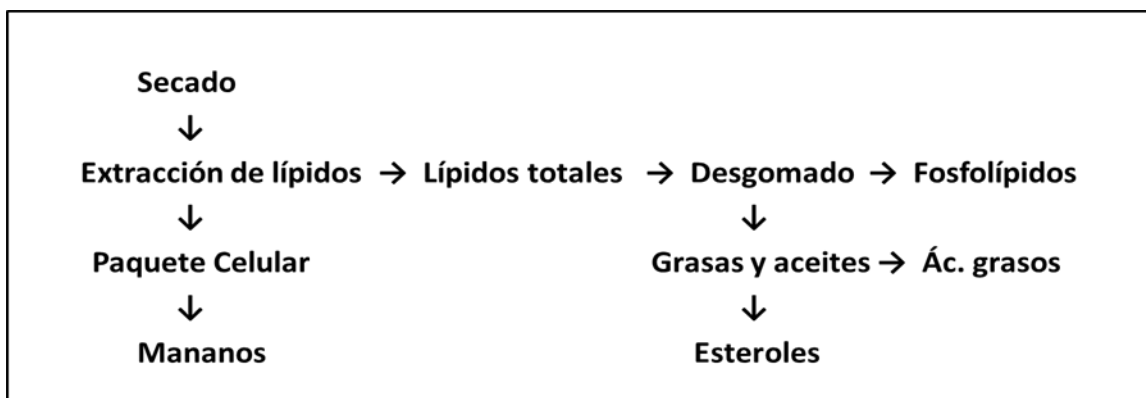 Secado
↓
Extracción de lípidos → Lípidos totales → Desgomado → Fosfolípidos
↓ ↓
Paquete Celular Grasas y aceites → Ác. grasos
↓ ↓
Mananos Esteroles